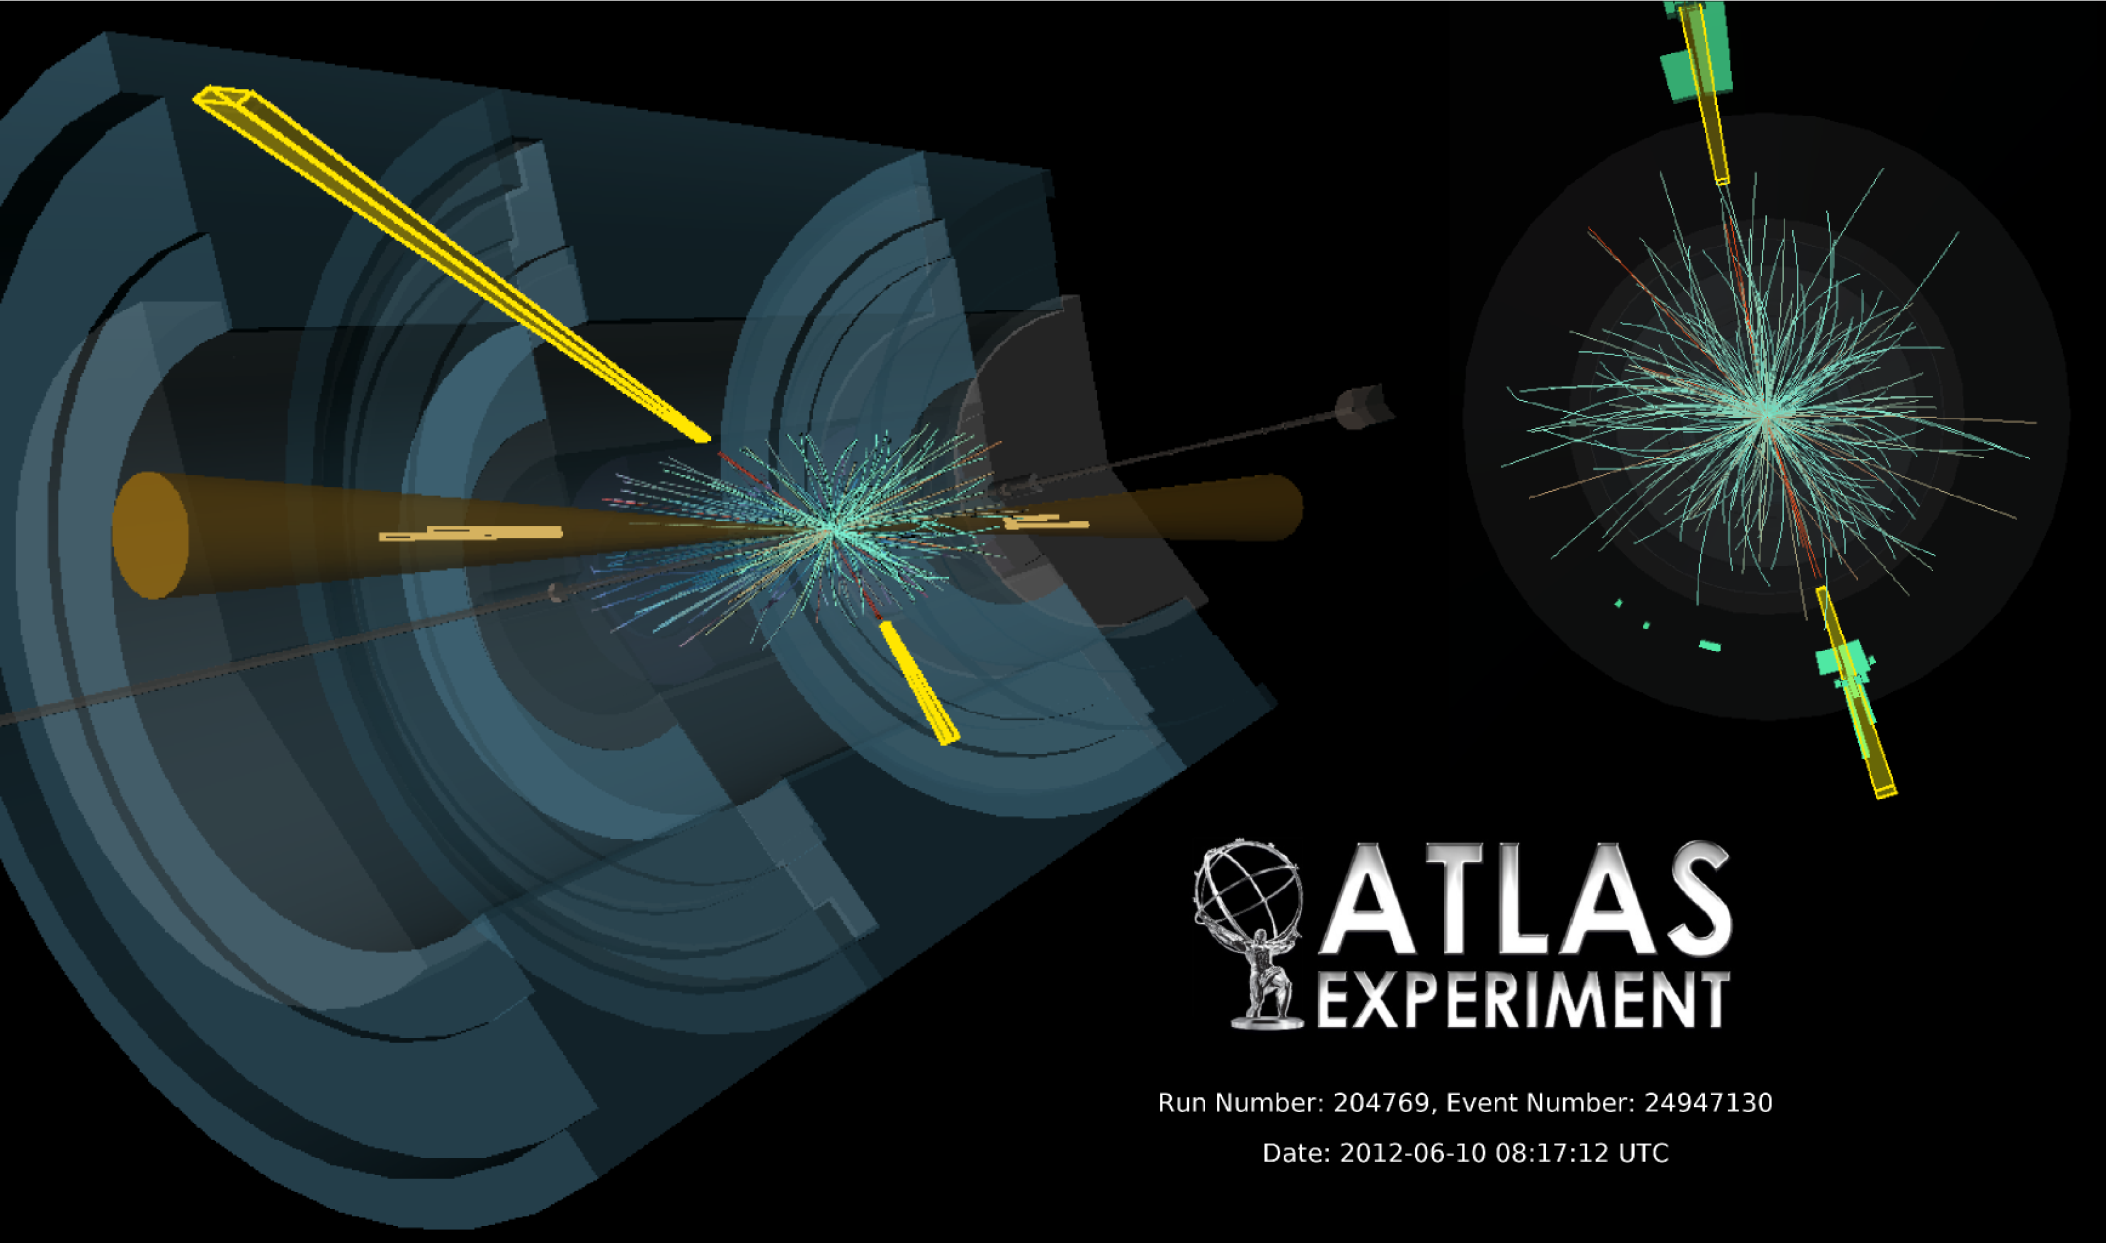 ATLAS
EXPERIMENT
Run Number: 204769, Event Number: 24947130
Date: 2012-06-10 08:17:12 UTC